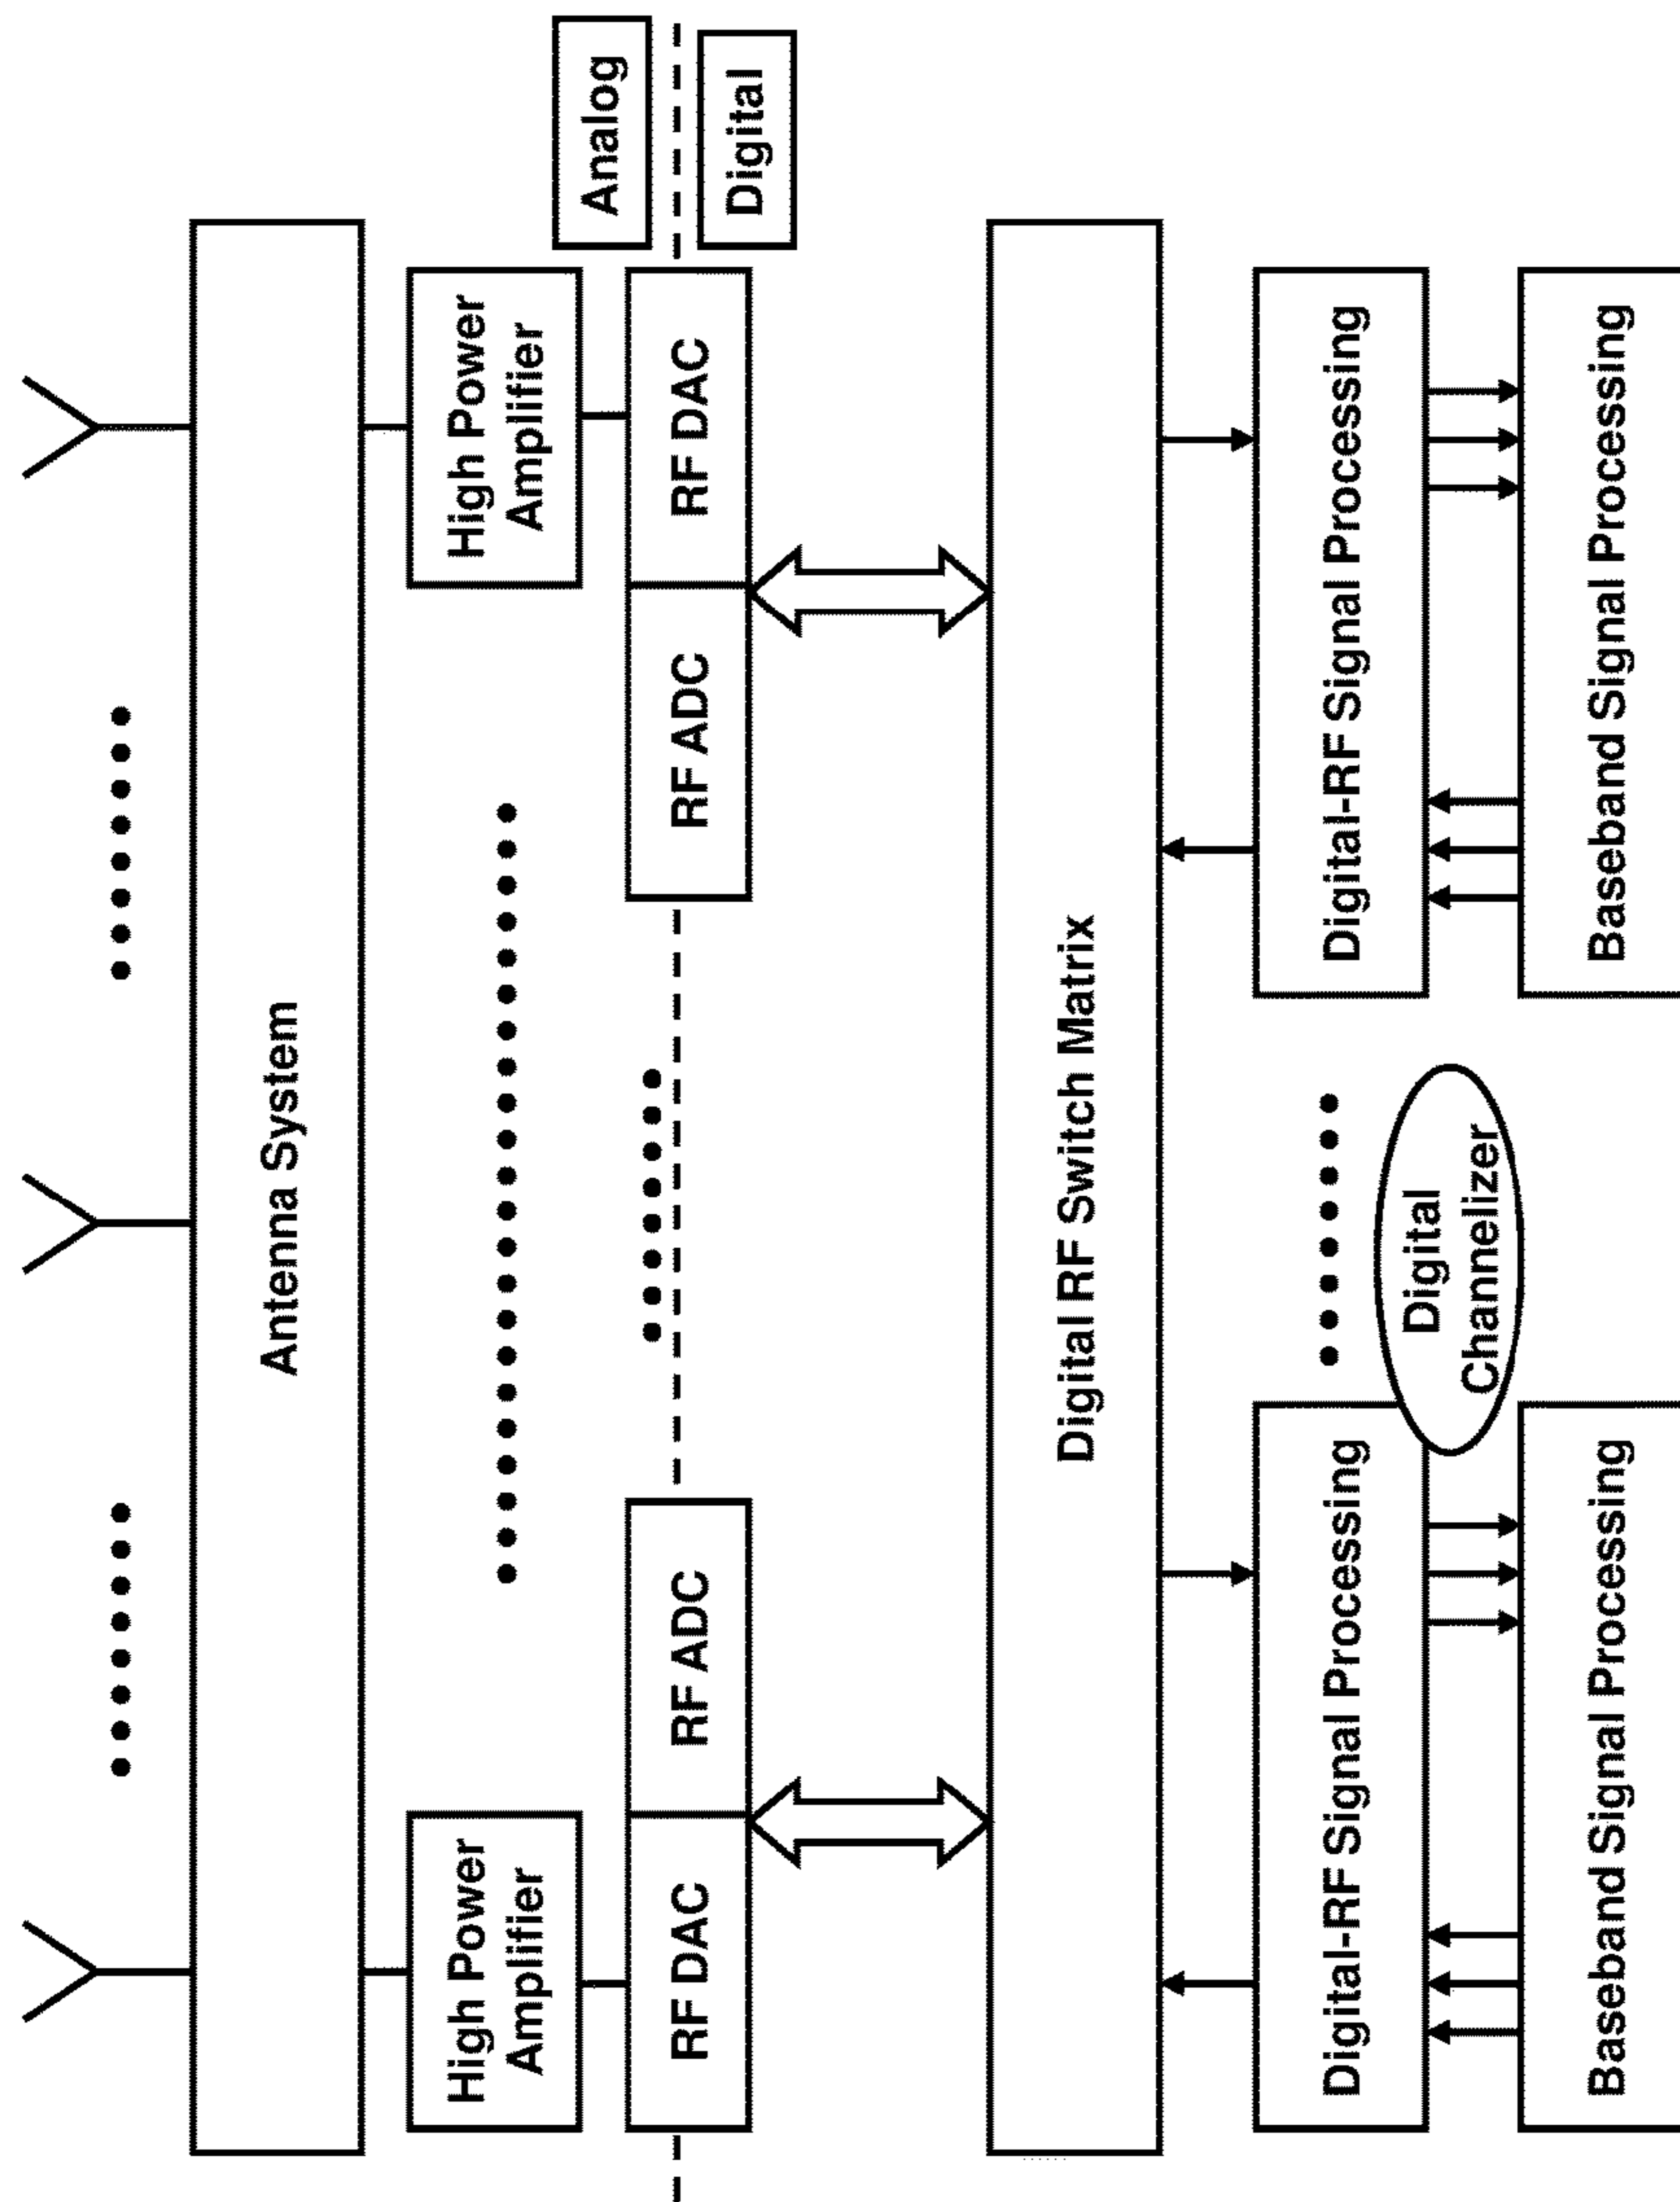 Antenna System
High Power
Amplifier
High Power
Amplifier
Analog
RF DAC
RF ADC
RF ADC
RF DAC
Digital
Digital RF Switch Matrix
Digital-RF Signal Processing
Digital-RF Signal Processing
Digital
Channelizer
Baseband Signal Processing
Baseband Signal Processing